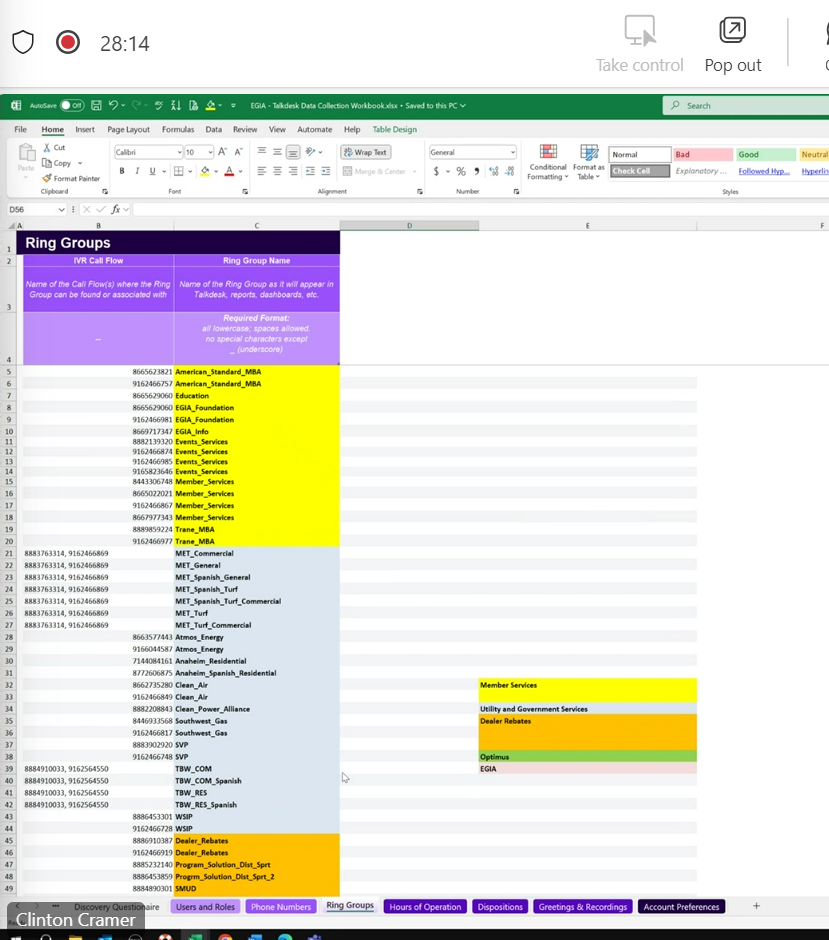 28:14
Take control
Pop out
AutoSave Off
EGIA - Talkdesk Data Collection Workbook.xlsx • Saved to this PC
Search
File Home Insert Page Layout Formulas Data Review View Automate Help Table Design
Paste
Cut
Copy
Format Painter
Clipboard
Calibri 10
B I U
Font
Wrap Text
Merge & Center
Alignment
General
$ %
Number
Conditional Formatting
Format as Table
Normal Bad Good Neutral
Check Cell Explanatory ... Followed Hyp... Hyperlin
Styles
D56
fx
A B C D E F
1 Ring Groups
2 IVR Call Flow Ring Group Name
3 Name of the Call Flow(s) where the Ring Group can be found or associated with Name of the Ring Group as it will appear in Talkdesk, reports, dashboards, etc.
4 -- Required Format:
all lowercase; spaces allowed.
no special characters except
_ (underscore)
5 8665623821 American_Standard_MBA
6 9162466757 American_Standard_MBA
7 8665629060 Education
8 8665629060 EGIA_Foundation
9 9162466981 EGIA_Foundation
10 8669717347 EGIA_Info
11 8882139320 Events_Services
12 9162466874 Events_Services
13 9162466985 Events_Services
14 9165823646 Events_Services
15 8443306748 Member_Services
16 8665022021 Member_Services
17 9162466867 Member_Services
18 8667977343 Member_Services
19 8889859224 Trane_MBA
20 9162466977 Trane_MBA
21 8883763314, 9162466869 MET_Commercial
22 8883763314, 9162466869 MET_General
23 8883763314, 9162466869 MET_Spanish_General
24 8883763314, 9162466869 MET_Spanish_Turf
25 8883763314, 9162466869 MET_Spanish_Turf_Commercial
26 8883763314, 9162466869 MET_Turf
27 8883763314, 9162466869 MET_Turf_Commercial
28 8663577443 Atmos_Energy
29 9166044587 Atmos_Energy
30 7144084161 Anaheim_Residential
31 8772606875 Anaheim_Spanish_Residential
32 8662735280 Clean_Air Member Services
33 9162466849 Clean_Air
34 8882208843 Clean_Power_Alliance Utility and Government Services
35 8446933568 Southwest_Gas Dealer Rebates
36 9162466817 Southwest_Gas
37 8883902920 SVP
38 9162466748 SVP Optimus
39 8884910033, 9162564550 TBW_COM EGIA
40 8884910033, 9162564550 TBW_COM_Spanish
41 8884910033, 9162564550 TBW_RES
42 8884910033, 9162564550 TBW_RES_Spanish
43 8886453301 WSIP
44 9162466728 WSIP
45 8886910387 Dealer_Rebates
46 9162466919 Dealer_Rebates
47 8885232140 Program_Solution_Dist_Sprt
48 8886453859 Progrm_Solution_Dist_Sprt_2
49 8884890301 SMUD
Discovery Questionaire Users and Roles Phone Numbers Ring Groups Hours of Operation Dispositions Greetings & Recordings Account Preferences +
Clinton Cramer